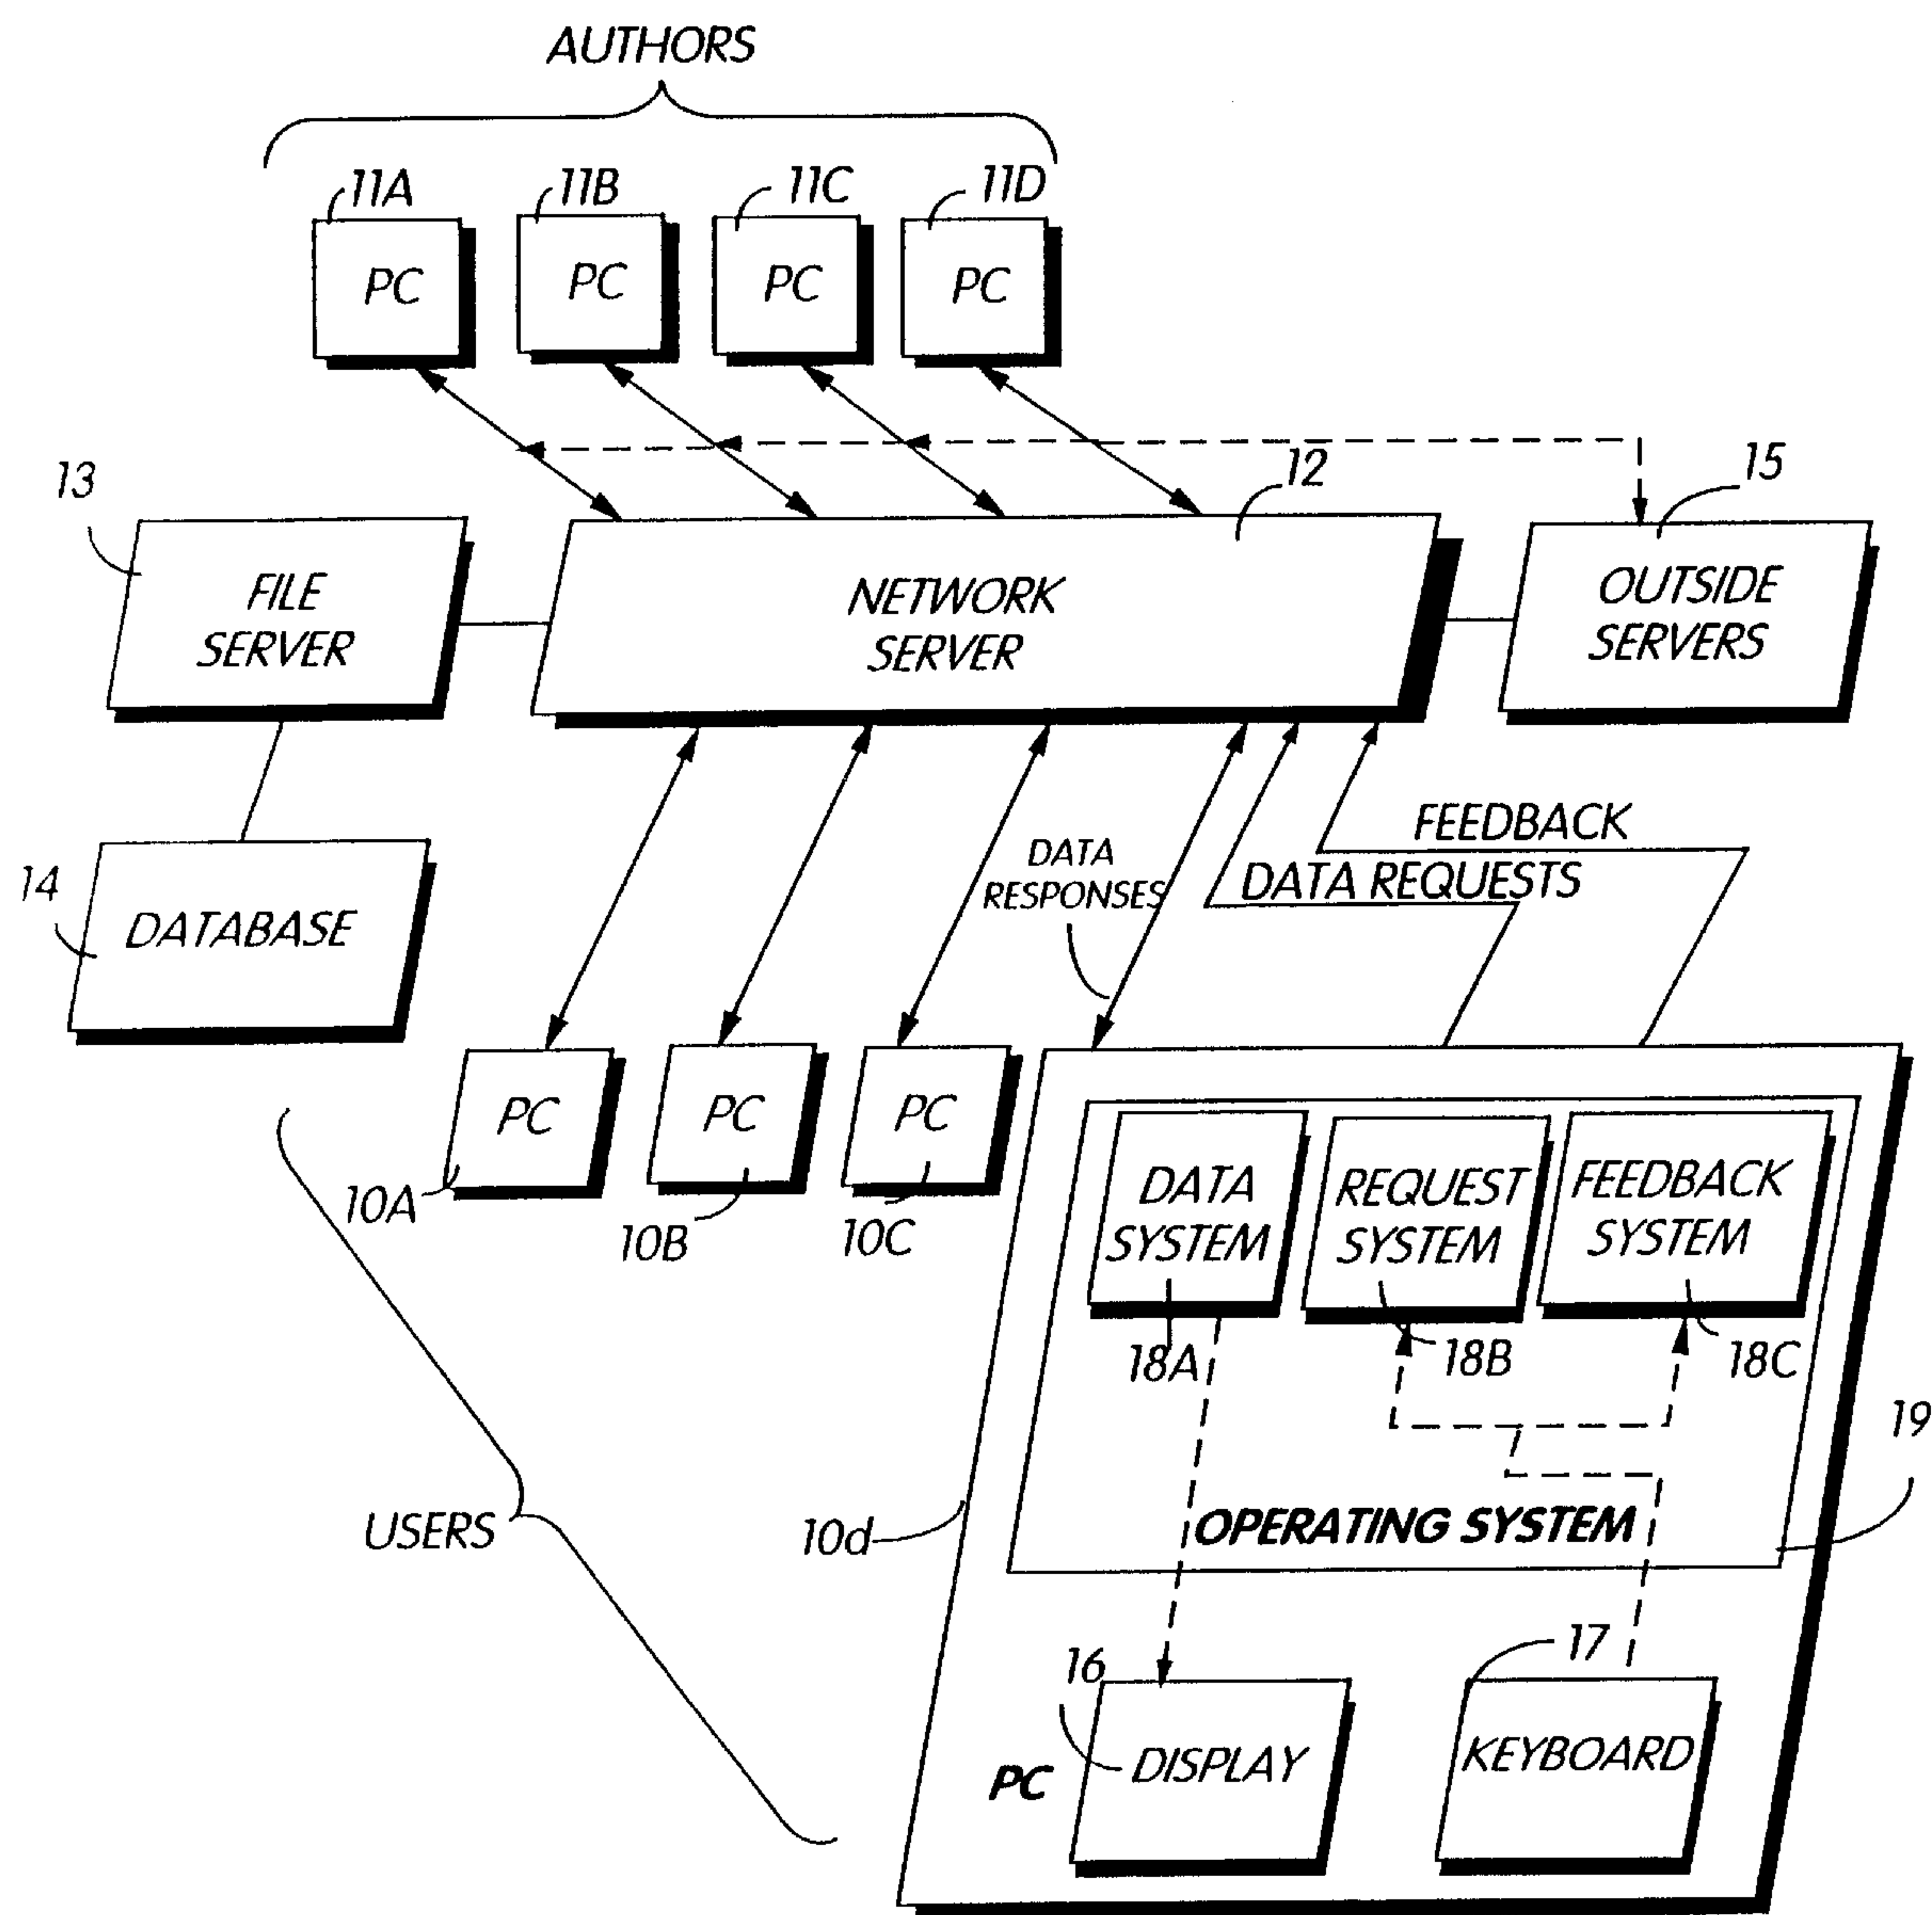 AUTHORS
11A
11B
11C
11D
PC
PC
PC
PC
12
13
15
FILE
SERVER
NETWORK
SERVER
OUTSIDE
SERVERS
FEEDBACK
DATA
RESPONSES
DATA REQUESTS
14
DATABASE
PC
PC
PC
10A
10B
10C
DATA
SYSTEM
REQUEST
SYSTEM
FEEDBACK
SYSTEM
18A
18B
18C
19
USERS
10d
OPERATING SYSTEM
16
17
PC
DISPLAY
KEYBOARD